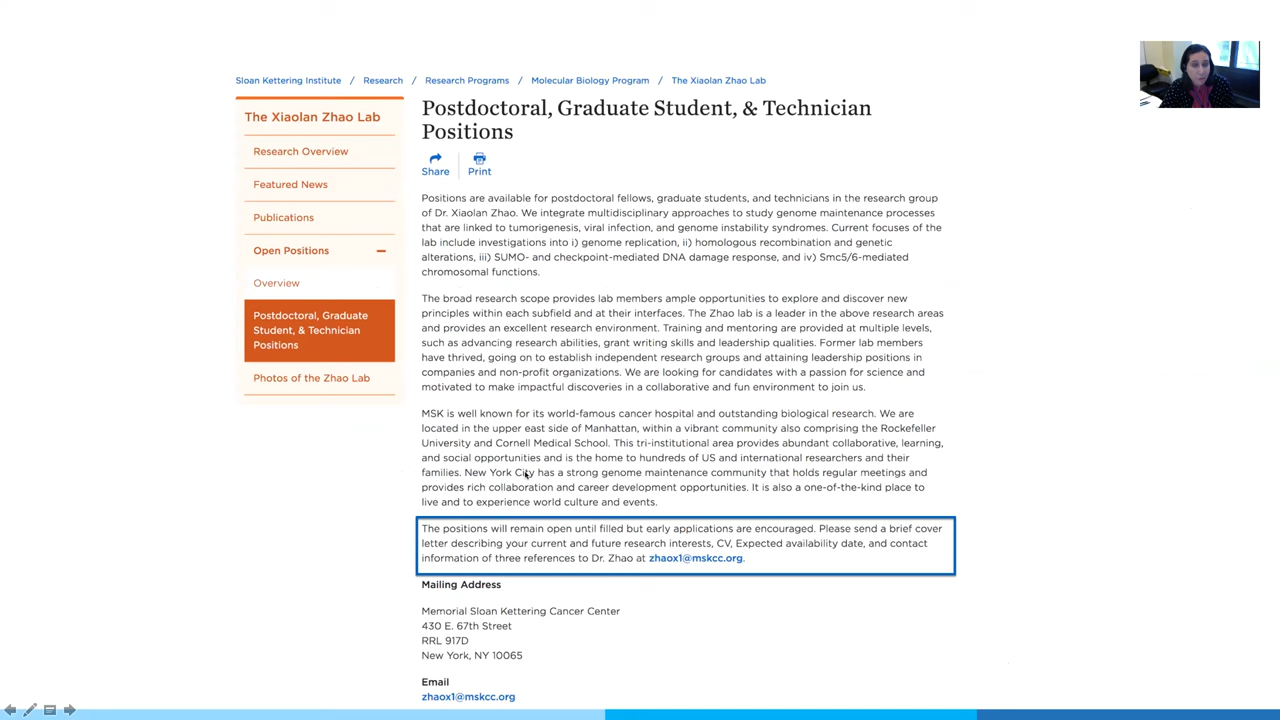 Sloan Kettering Institute / Research / Research Programs / Molecular Biology Program / The Xiaolan Zhao Lab
The Xiaolan Zhao Lab
Research Overview
Featured News
Publications
Open Positions
Overview
Postdoctoral, Graduate
Student, & Technician
Positions
Photos of the Zhao Lab
Postdoctoral, Graduate Student, & Technician
Positions
Share
Print
Positions are available for postdoctoral fellows, graduate students, and technicians in the research group
of Dr. Xiaolan Zhao. We integrate multidisciplinary approaches to study genome maintenance processes
that are linked to tumorigenesis, viral infection, and genome instability syndromes. Current focuses of the
lab include investigations into i) genome replication, ii) homologous recombination and genetic
alterations, iii) SUMO- and checkpoint-mediated DNA damage response, and iv) Smc5/6-mediated
chromosomal functions.
The broad research scope provides lab members ample opportunities to explore and discover new
principles within each subfield and at their interfaces. The Zhao lab is a leader in the above research areas
and provides an excellent research environment. Training and mentoring are provided at multiple levels,
such as advancing research abilities, grant writing skills and leadership qualities. Former lab members
have thrived, going on to establish independent research groups and attaining leadership positions in
companies and non-profit organizations. We are looking for candidates with a passion for science and
motivated to make impactful discoveries in a collaborative and fun environment to join us.
MSK is well known for its world-famous cancer hospital and outstanding biological research. We are
located in the upper east side of Manhattan, within a vibrant community also comprising the Rockefeller
University and Cornell Medical School. This tri-institutional area provides abundant collaborative, learning,
and social opportunities and is the home to hundreds of US and international researchers and their
families. New York City has a strong genome maintenance community that holds regular meetings and
provides rich collaboration and career development opportunities. It is also a one-of-the-kind place to
live and to experience world culture and events.
The positions will remain open until filled but early applications are encouraged. Please send a brief cover
letter describing your current and future research interests, CV, Expected availability date, and contact
information of three references to Dr. Zhao at zhaox1@mskcc.org.
Mailing Address
Memorial Sloan Kettering Cancer Center
430 E. 67th Street
RRL 917D
New York, NY 10065
Email
zhaox1@mskcc.org